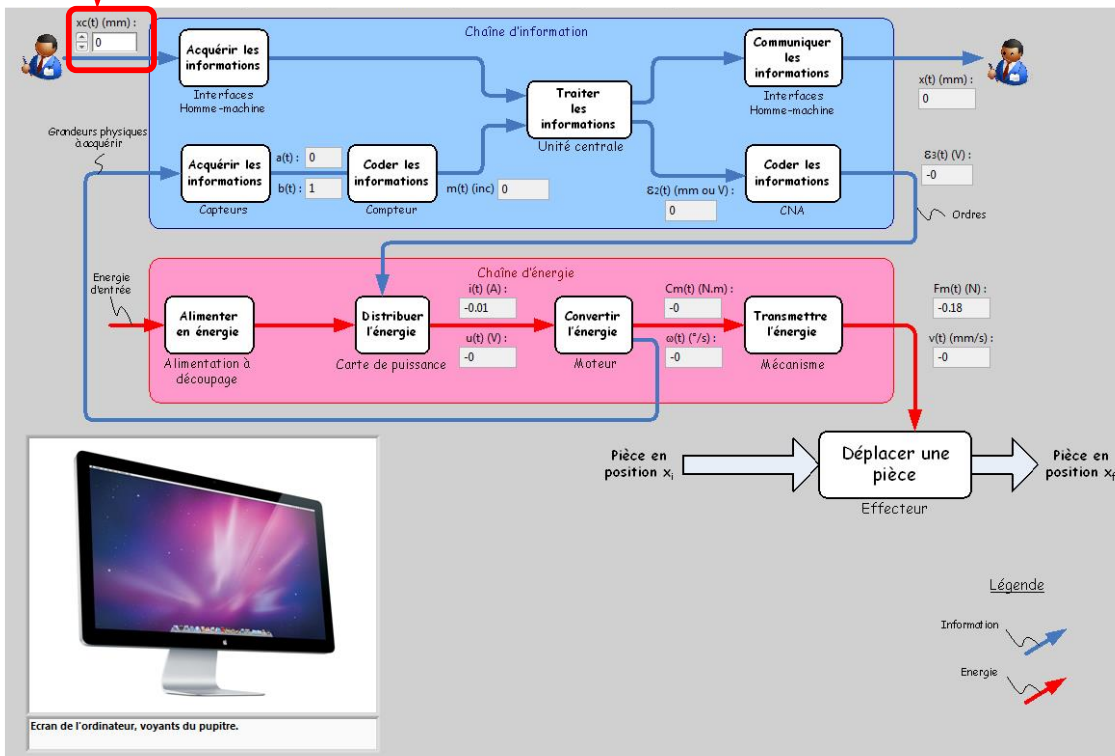 xc(t) (mm) :
0
Chaîne d'information
Acquérir les
informations
Interfaces
Homme-machine
Communiquer
les
informations
Interfaces
Homme-machine
x(t) (mm) :
0
Traiter
les
informations
Unité centrale
Grandeurs physiques
à acquérir
Acquérir les
informations
Capteurs
a(t) : 0
b(t) : 1
Coder les
informations
Compteur
m(t) (inc) 0
ε2(t) (mm ou V) :
0
Coder les
informations
CNA
ε3(t) (V) :
-0
Ordres
Chaîne d'énergie
Energie
d'entrée
Alimenter
en énergie
Alimentation à
découpage
Distribuer
l'énergie
Carte de puissance
i(t) (A) :
-0.01
u(t) (V) :
-0
Convertir
l'énergie
Moteur
Cm(t) (N.m) :
-0
ω(t) (°/s) :
-0
Transmettre
l'énergie
Mécanisme
Fm(t) (N) :
-0.18
v(t) (mm/s) :
-0
Pièce en
position xi
Déplacer une
pièce
Effecteur
Pièce en
position xf
Légende
Information
Energie
Ecran de l'ordinateur, voyants du pupitre.